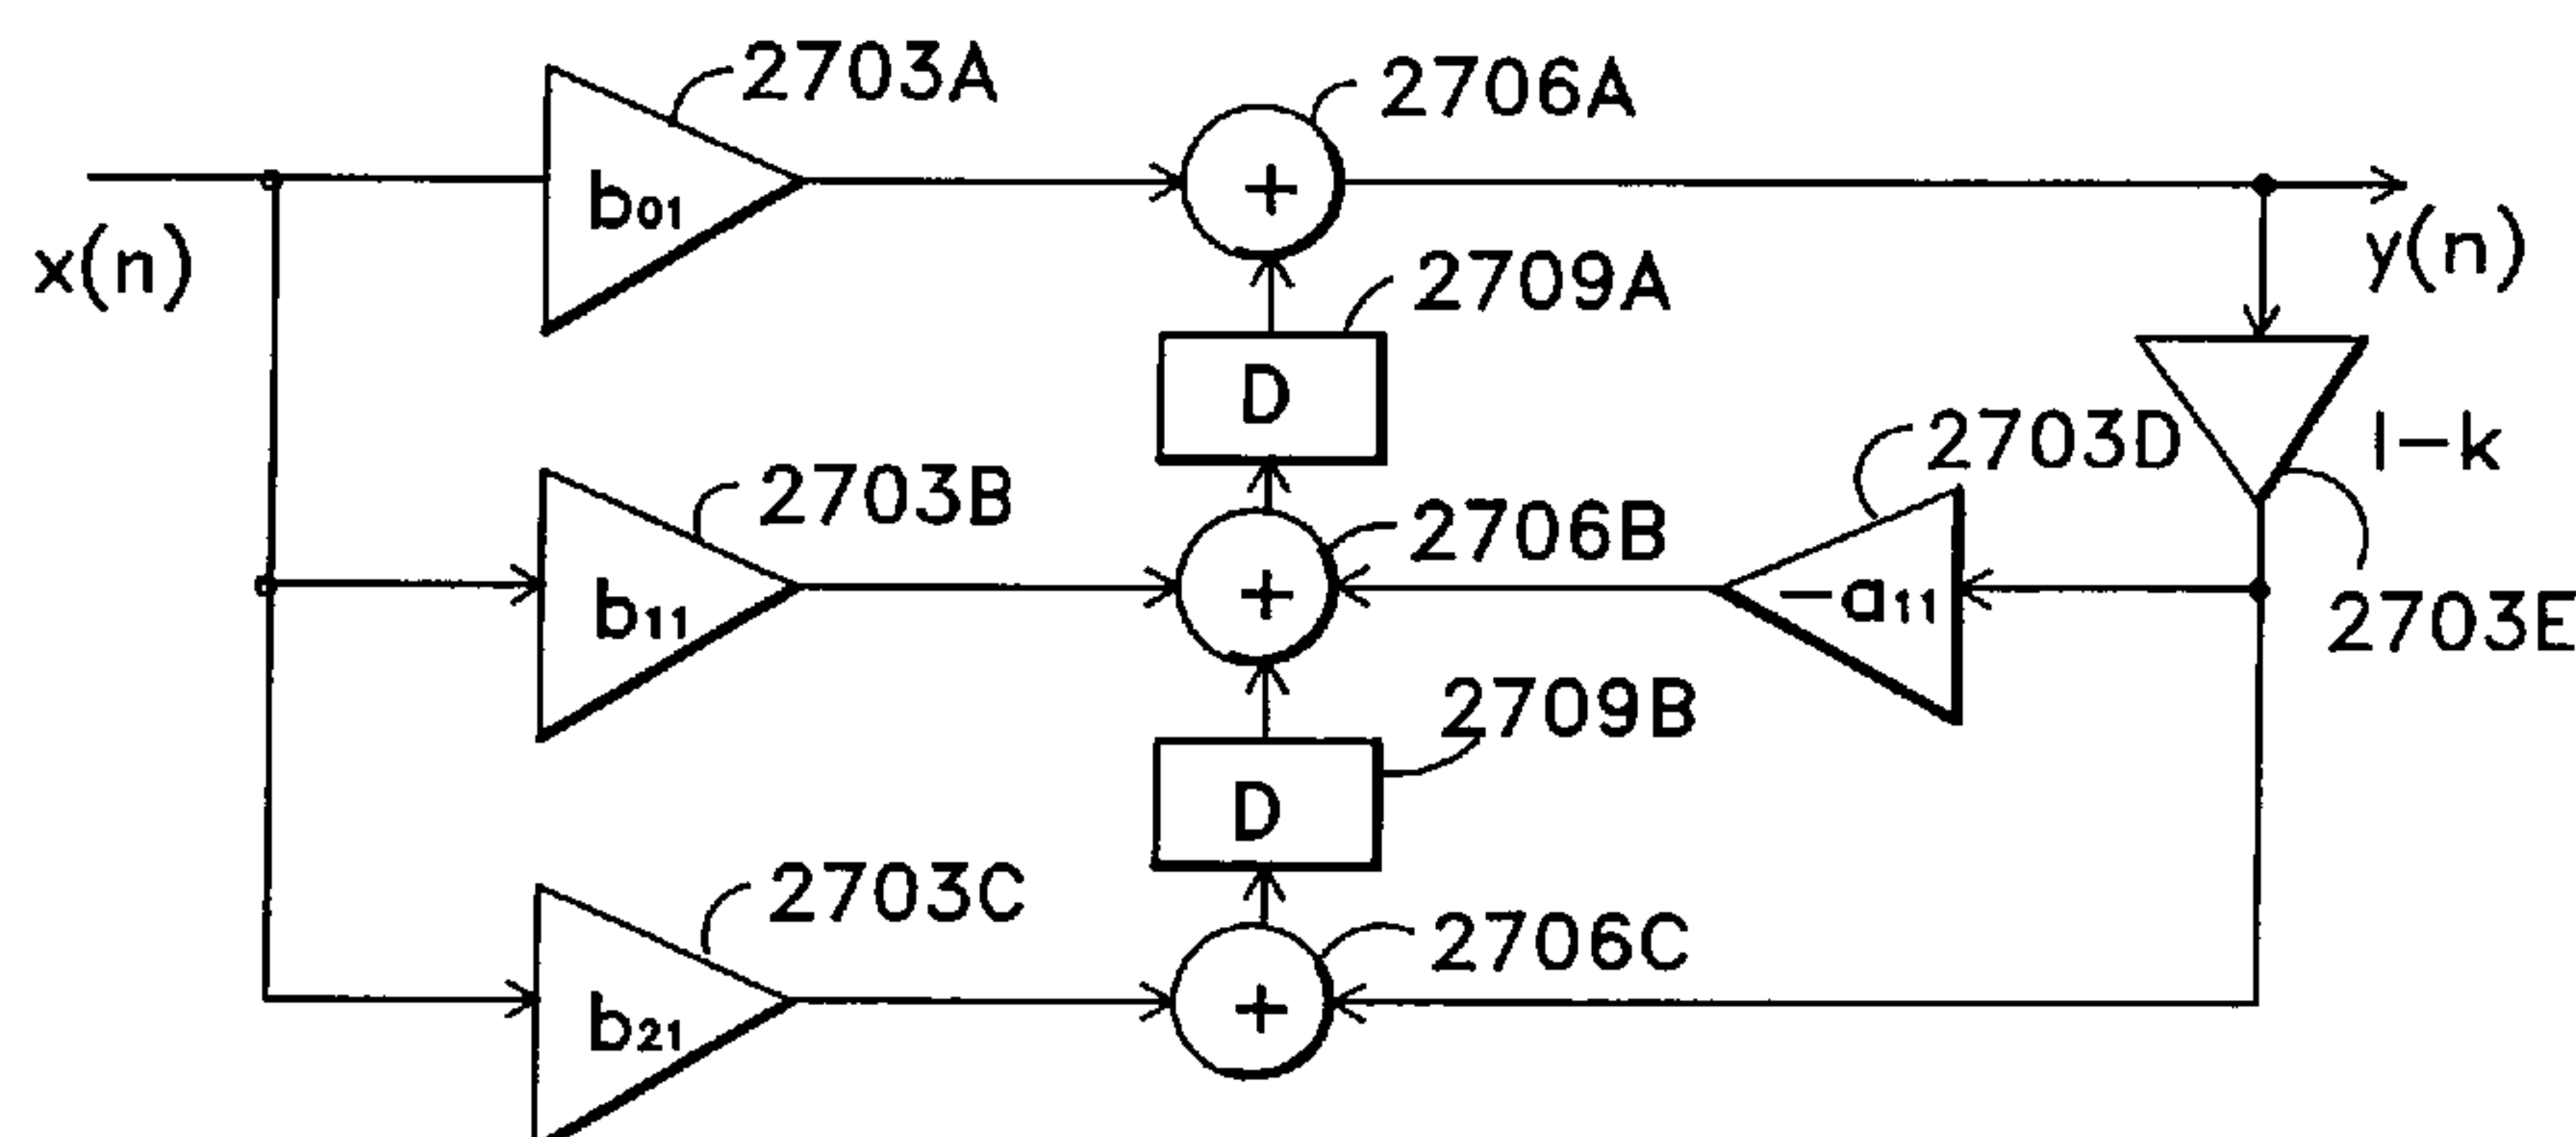 2703A
2706A
b01
+
x(n)
y(n)
2709A
D
2703D
1-k
2703B
2706B
b11
+
-a11
2703E
2709B
D
2703C
2706C
b21
+